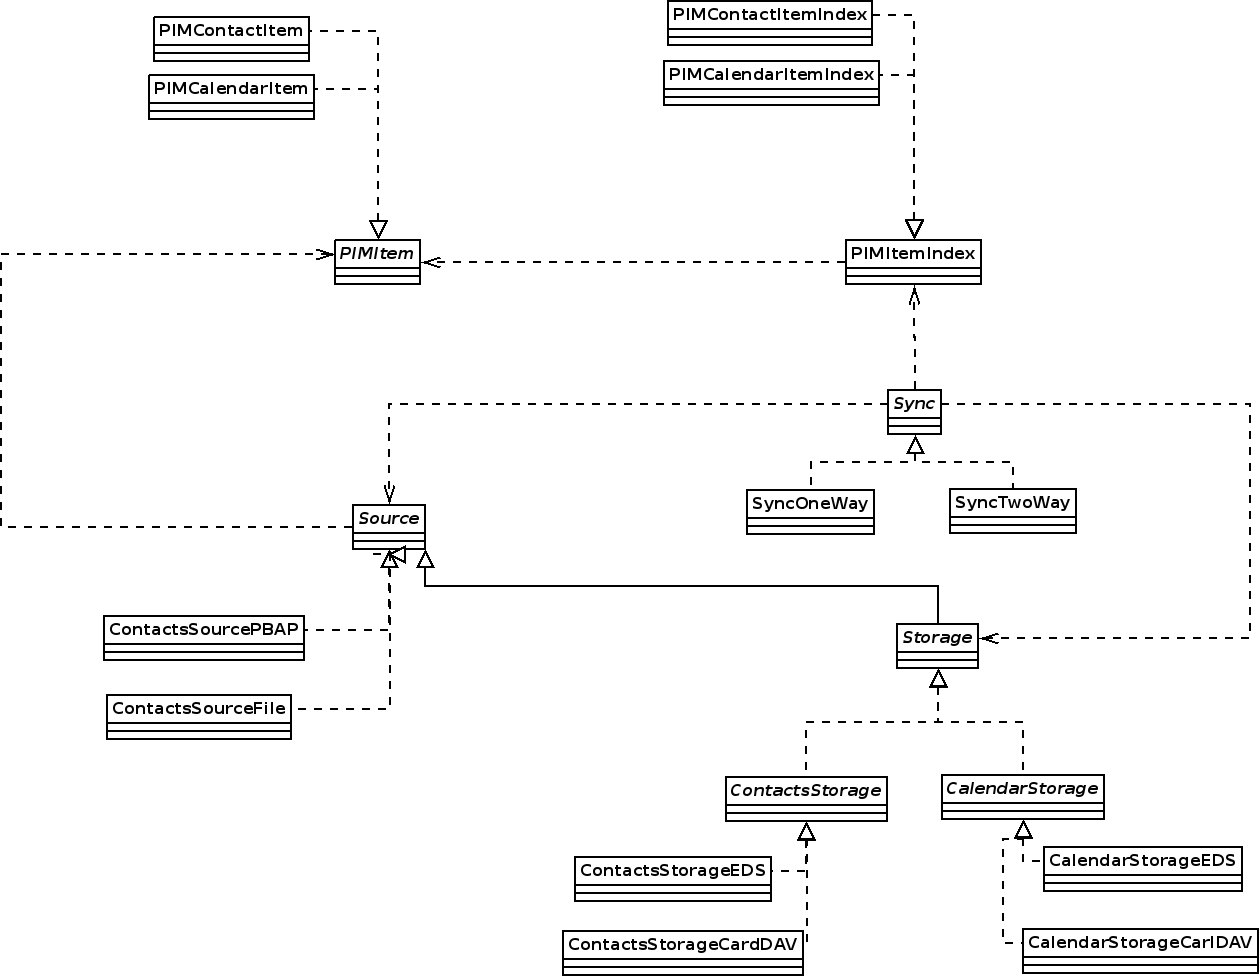 PIMContactItem
PIMContactItemIndex
PIMCalendarItem
PIMCalendarItemIndex
PIMItem
PIMItemIndex
Sync
SyncOneWay
SyncTwoWay
Source
ContactsSourcePBAP
Storage
ContactsSourceFile
ContactsStorage
CalendarStorage
ContactsStorageEDS
CalendarStorageEDS
ContactsStorageCardDAV
CalendarStorageCarlDAV